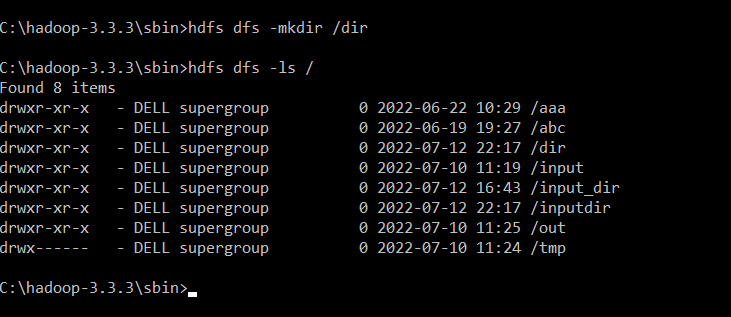 C:\hadoop-3.3.3\sbin>hdfs dfs -mkdir /dir
C:\hadoop-3.3.3\sbin>hdfs dfs -ls /
Found 8 items
drwxr-xr-x   - DELL supergroup          0 2022-06-22 10:29 /aaa
drwxr-xr-x   - DELL supergroup          0 2022-06-19 19:27 /abc
drwxr-xr-x   - DELL supergroup          0 2022-07-12 22:17 /dir
drwxr-xr-x   - DELL supergroup          0 2022-07-10 11:19 /input
drwxr-xr-x   - DELL supergroup          0 2022-07-12 16:43 /input_dir
drwxr-xr-x   - DELL supergroup          0 2022-07-12 22:17 /inputdir
drwxr-xr-x   - DELL supergroup          0 2022-07-10 11:25 /out
drwx------   - DELL supergroup          0 2022-07-10 11:24 /tmp
C:\hadoop-3.3.3\sbin>